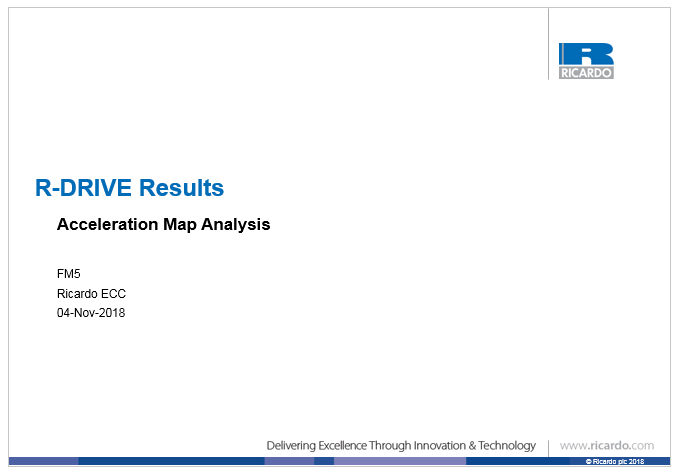 R
RICARDO
R-DRIVE Results
Acceleration Map Analysis
FM5
Ricardo ECC
04-Nov-2018
Delivering Excellence Through Innovation & Technology
www.ricardo.com
© Ricardo plc 2018